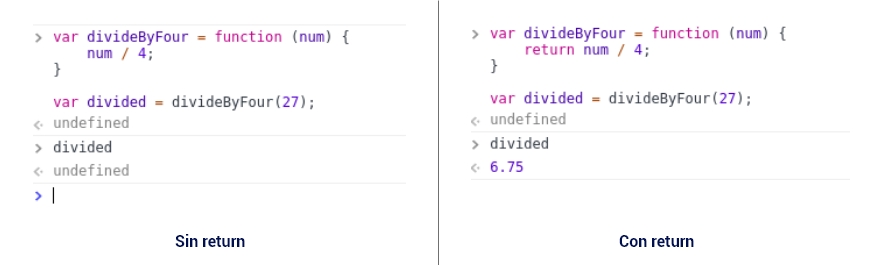 > var divideByFour = function (num) {
num / 4;
}
var divided = divideByFour(27);
<· undefined
> divided
<· undefined
>
Sin return
> var divideByFour = function (num) {
return num / 4;
}
var divided = divideByFour(27);
<· undefined
> divided
<· 6.75
Con return